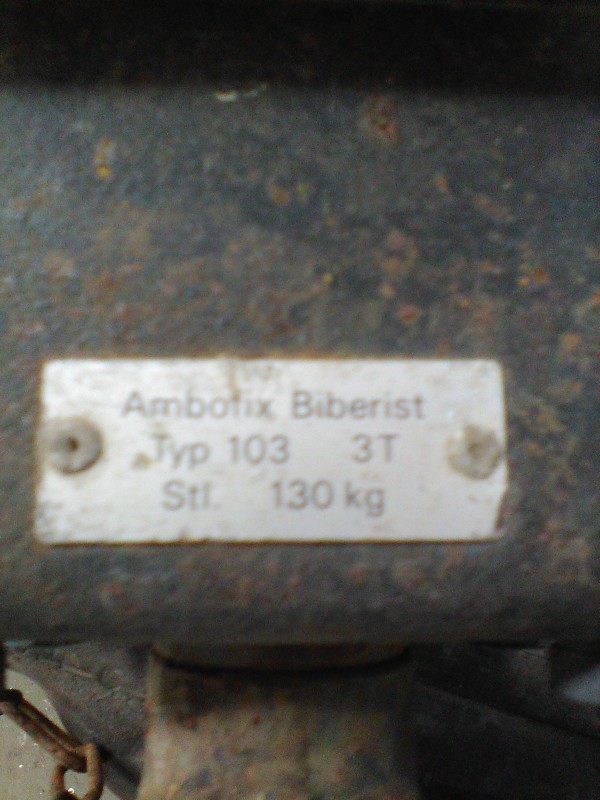 Ambofix Biberist
Typ 103 3T
Stl. 130 kg